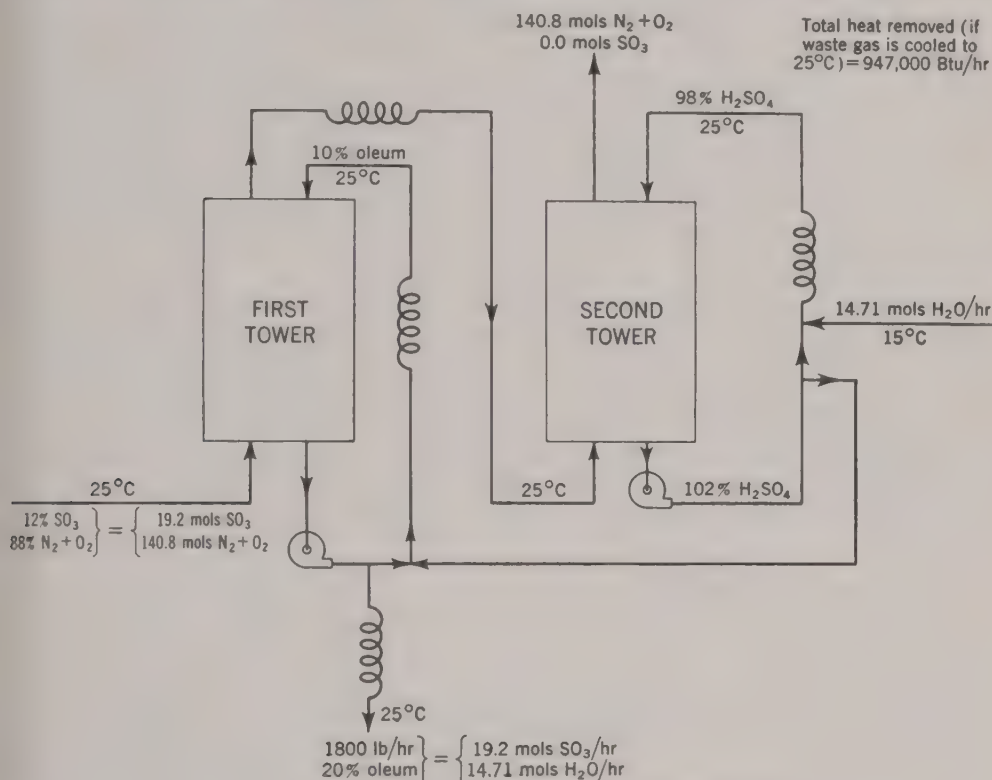 140.8 mols N₂ + O₂
0.0 mols SO₃
Total heat removed (if
waste gas is cooled to
25°C) = 947,000 Btu/hr
98% H₂SO₄
25°C
10% oleum
25°C
FIRST
TOWER
SECOND
TOWER
14.71 mols H₂O/hr
15°C
25°C
12% SO₃ } = { 19.2 mols SO₃
88% N₂ + O₂ } = { 140.8 mols N₂ + O₂
25°C
102% H₂SO₄
25°C
1800 lb/hr } = { 19.2 mols SO₃/hr
20% oleum } = { 14.71 mols H₂O/hr